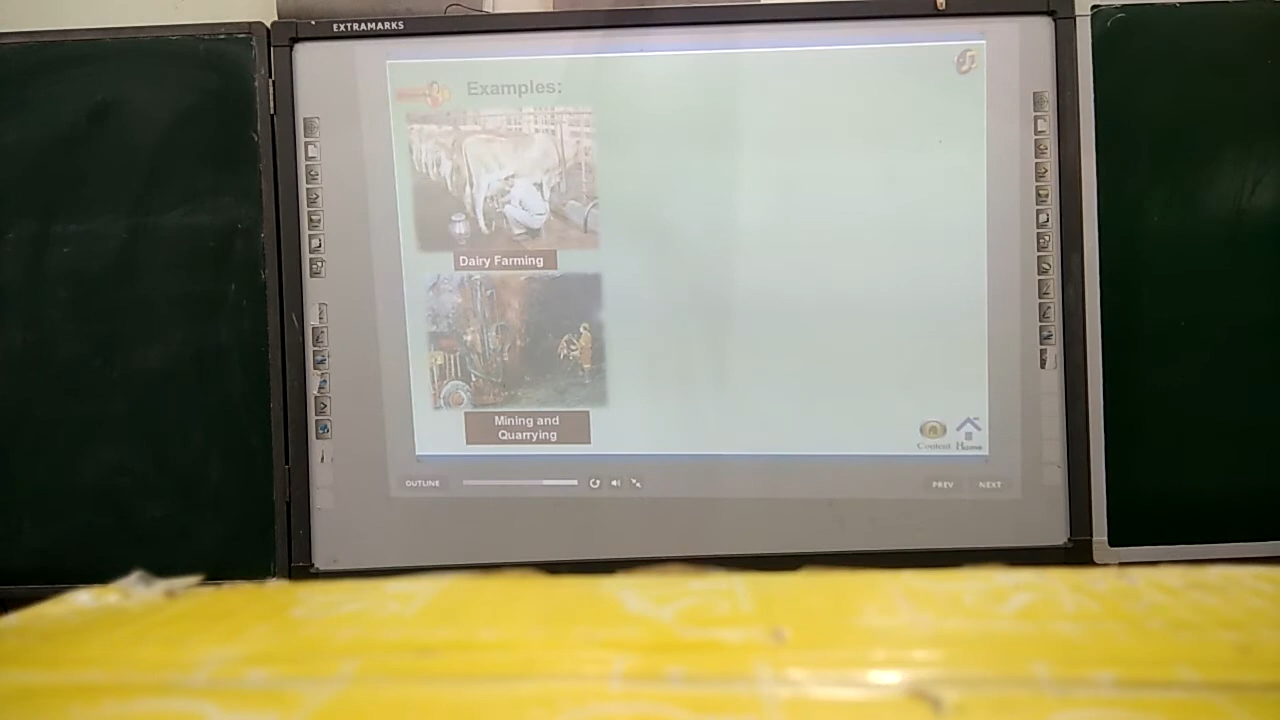 EXTRAMARKS
Examples:
Dairy Farming
Mining and
Quarrying
Content Home
OUTLINE
PREV NEXT